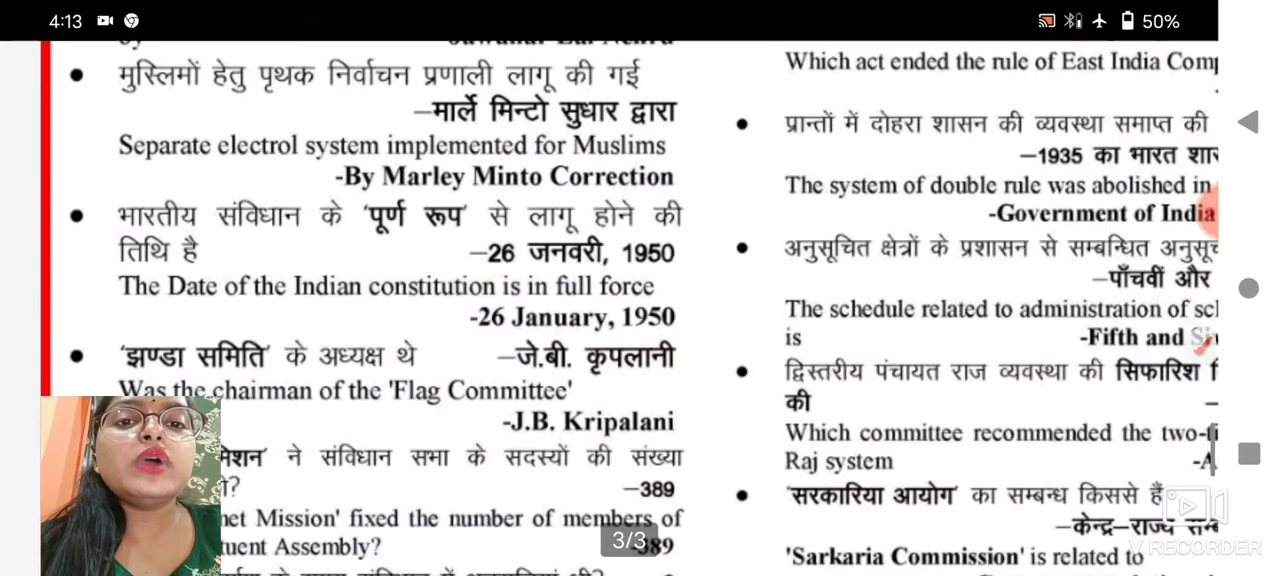 4:13
50%
मुस्लिमों हेतु पृथक निर्वाचन प्रणाली लागू की गई
–मार्ले मिन्टो सुधार द्वारा
Separate electrol system implemented for Muslims
-By Marley Minto Correction
भारतीय संविधान के 'पूर्ण रूप' से लागू होने की
तिथि है –26 जनवरी, 1950
The Date of the Indian constitution is in full force
-26 January, 1950
'झण्डा समिति' के अध्यक्ष थे –जे.बी. कृपलानी
Was the chairman of the 'Flag Committee'
-J.B. Kripalani
ने संविधान सभा के सदस्यों की संख्या
–389
Mission' fixed the number of members of
Assembly? -389
3/3
Which act ended the rule of East India
प्रान्तों में दोहरा शासन की व्यवस्था समाप्त की
–1935 का भारत
The system of double rule was abolished in
-Government of India
अनुसूचित क्षेत्रों के प्रशासन से सम्बन्धित
–पाँचवीं और
The schedule related to administration of
is -Fifth and
द्विस्तरीय पंचायत राज व्यवस्था की सिफारिश
की
Which committee recommended the
Raj system
'सरकारिया आयोग' का सम्बन्ध किससे हैं
–केन्द्र–राज्य
'Sarkaria Commission' is related to
V RECORDER